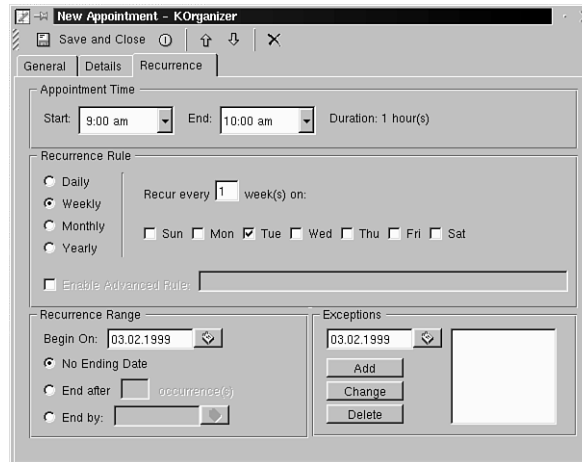 New Appointment - KOrganizer
Save and Close
General Details Recurrence
Appointment Time
Start: 9:00 am End: 10:00 am Duration: 1 hour(s)
Recurrence Rule
Daily
Weekly
Monthly
Yearly
Recur every 1 week(s) on:
Sun Mon Tue Wed Thu Fri Sat
Enable Advanced Rule:
Recurrence Range
Begin On: 03.02.1999
No Ending Date
End after occurrence(s)
End by:
Exceptions
03.02.1999
Add
Change
Delete